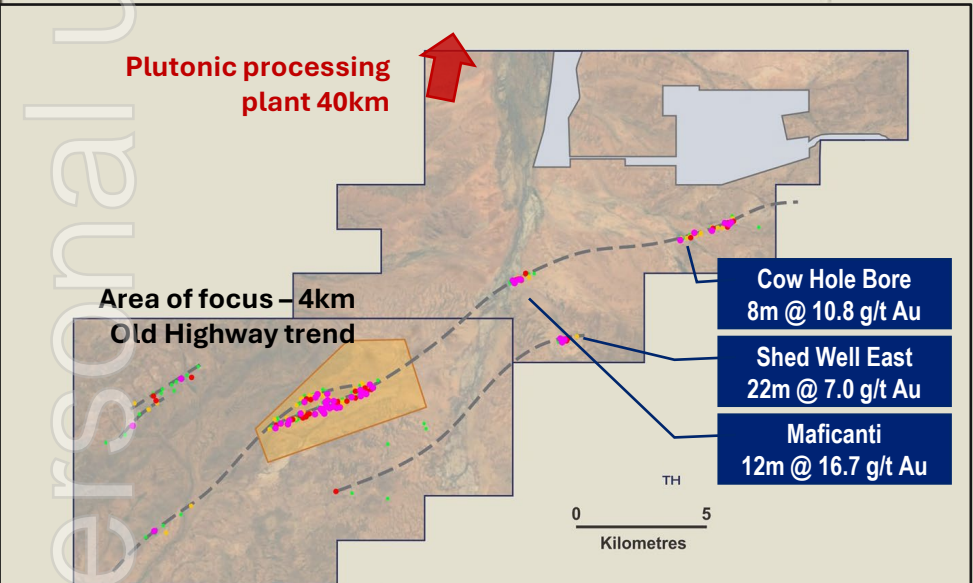 Plutonic processing
plant 40km
Area of focus – 4km
Old Highway trend
Cow Hole Bore
8m @ 10.8 g/t Au
Shed Well East
22m @ 7.0 g/t Au
Maficanti
12m @ 16.7 g/t Au
TH
0 5
Kilometres
ersonal u